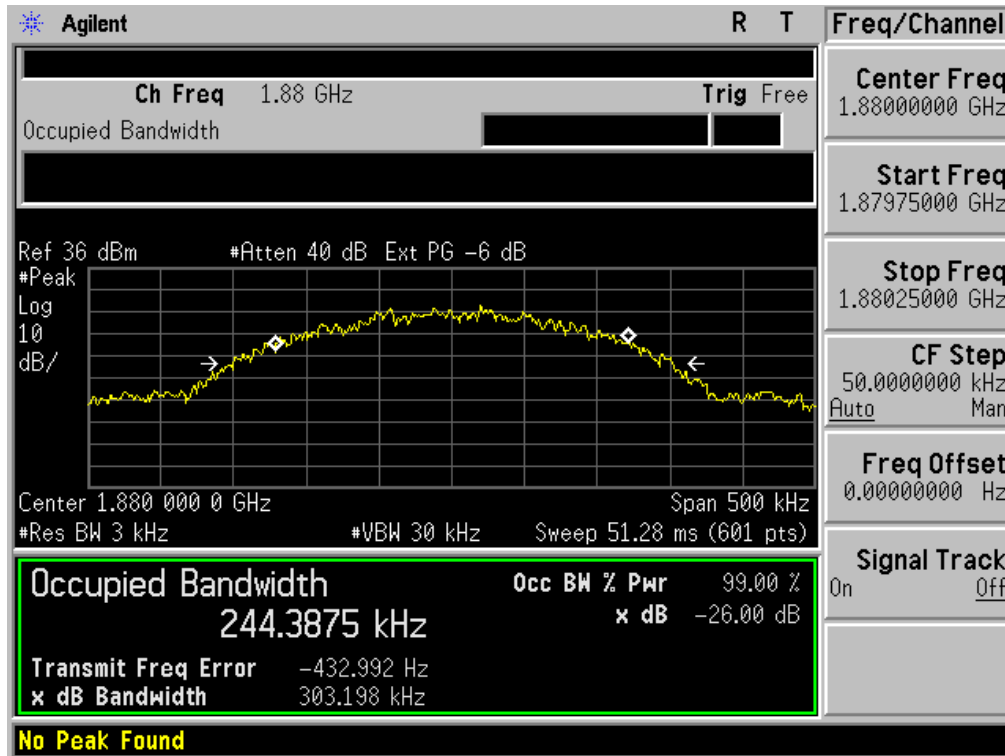 Agilent R T Freq/Channel
Ch Freq 1.88 GHz Trig Free
Occupied Bandwidth
Center Freq
1.88000000 GHz
Start Freq
1.87975000 GHz
Stop Freq
1.88025000 GHz
CF Step
50.0000000 kHz
Auto Man
Freq Offset
0.00000000 Hz
Signal Track
On Off
Ref 36 dBm #Atten 40 dB Ext PG -6 dB
#Peak
Log
10
dB/
Center 1.880 000 0 GHz Span 500 kHz
#Res BW 3 kHz #VBW 30 kHz Sweep 51.28 ms (601 pts)
Occupied Bandwidth Occ BW % Pwr 99.00 %
244.3875 kHz x dB -26.00 dB
Transmit Freq Error -432.992 Hz
x dB Bandwidth 303.198 kHz
No Peak Found